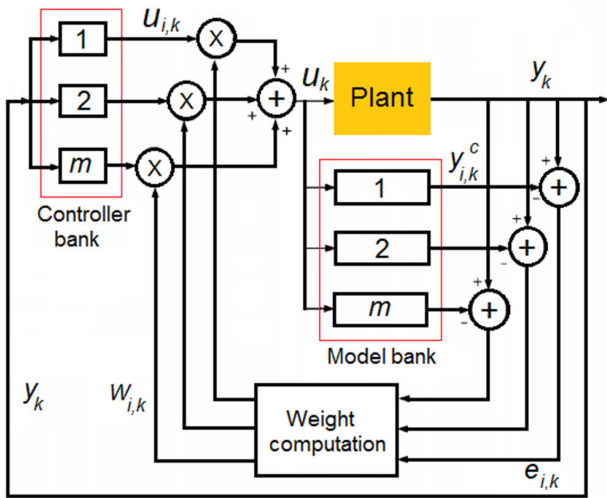 u_{i,k}
1
X
+
2
X
+
+
+
m
X
Controller
bank
u_k
Plant
y_k
y_{i,k}^c
1
-
+
+
2
-
+
+
m
-
+
+
Model bank
y_k
W_{i,k}
Weight
computation
e_{i,k}